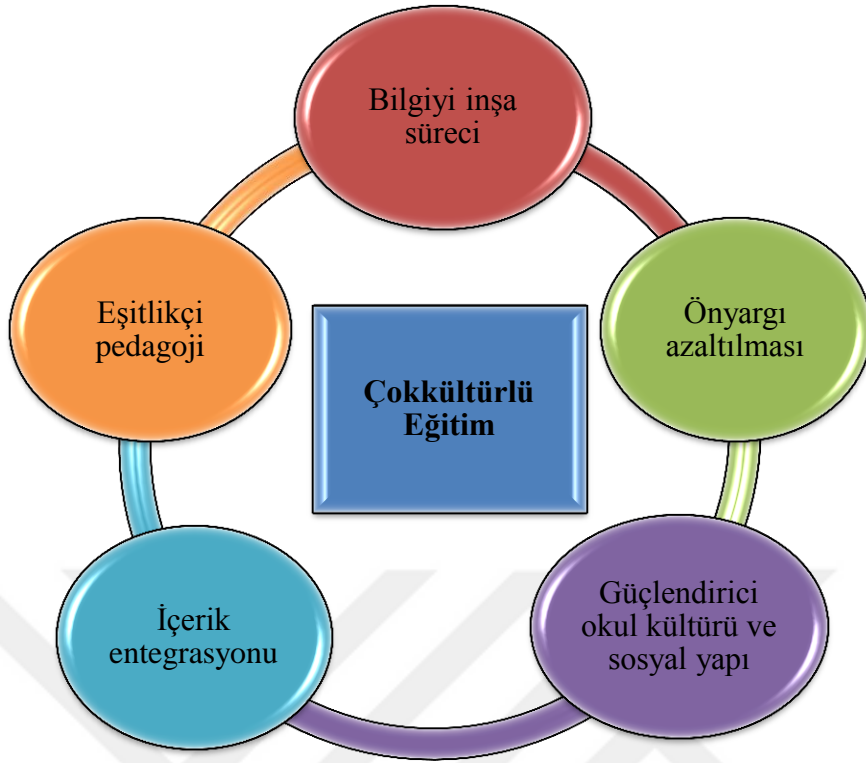 Bilgiyi inşa
süreci
Eşitlikçi
pedagoji
Önyargı
azaltılması
Çokkültürlü
Eğitim
İçerik
entegrasyonu
Güçlendirici
okul kültürü ve
sosyal yapı